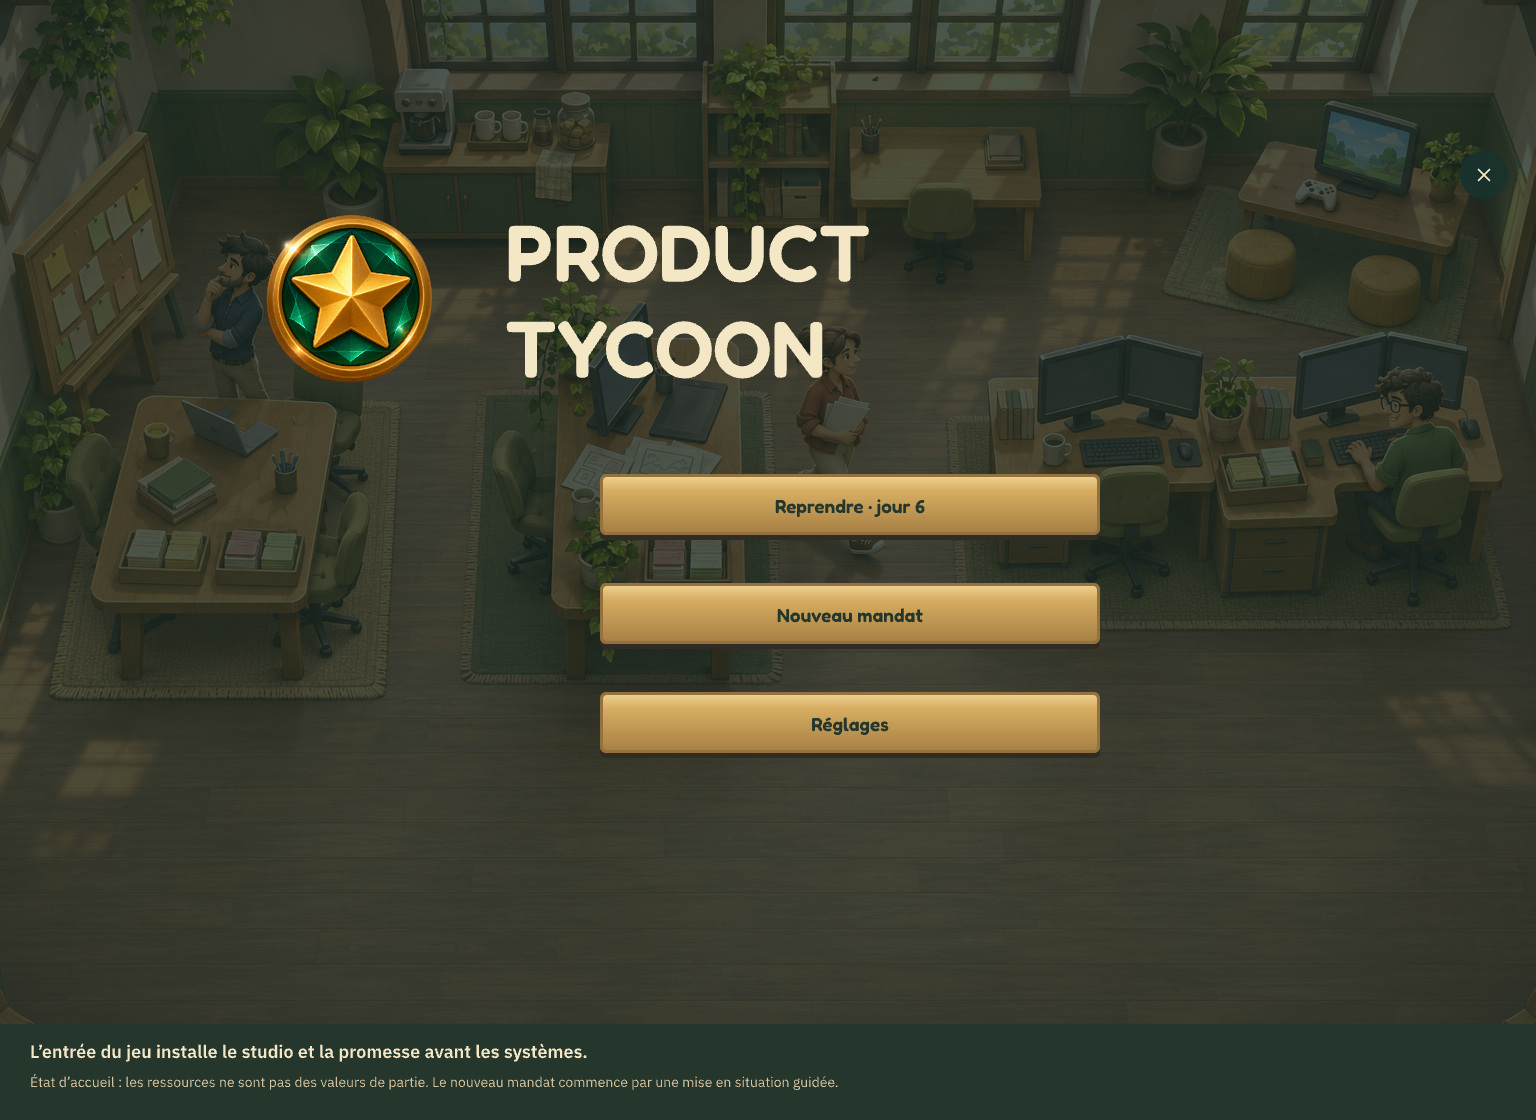 PRODUCT
TYCOON
Reprendre · jour 6
Nouveau mandat
Réglages
L’entrée du jeu installe le studio et la promesse avant les systèmes.
État d’accueil : les ressources ne sont pas des valeurs de partie. Le nouveau mandat commence par une mise en situation guidée.